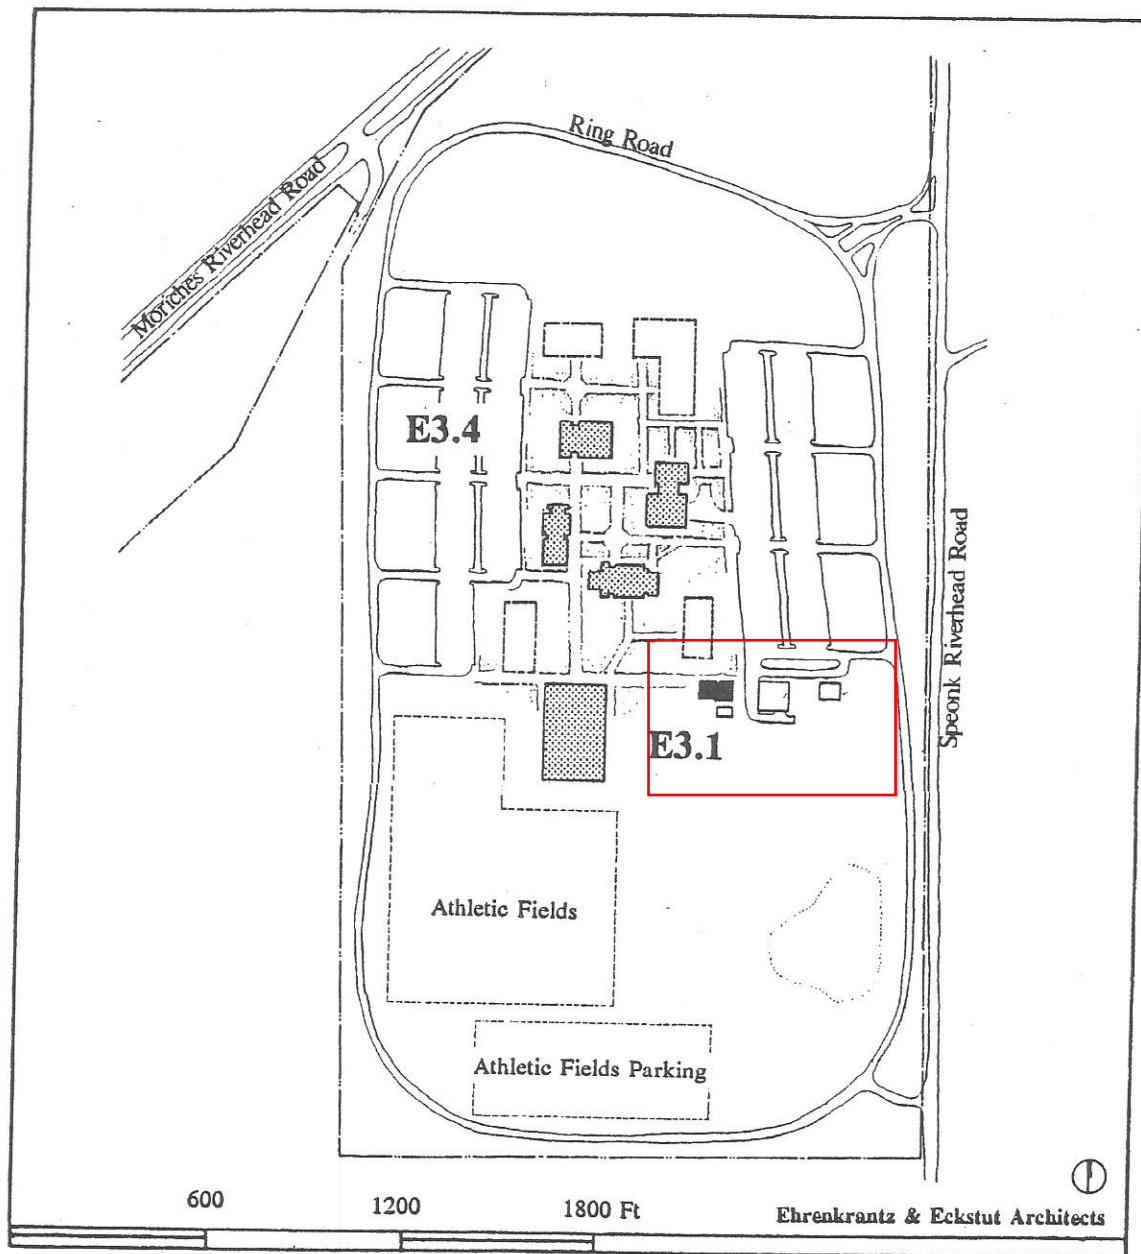 Ring Road
Moriches Riverhead Road
E3.4
Speonk Riverhead Road
E3.1
Athletic Fields
Athletic Fields Parking
600 1200 1800 Ft
Ehrenkrantz & Eckstut Architects